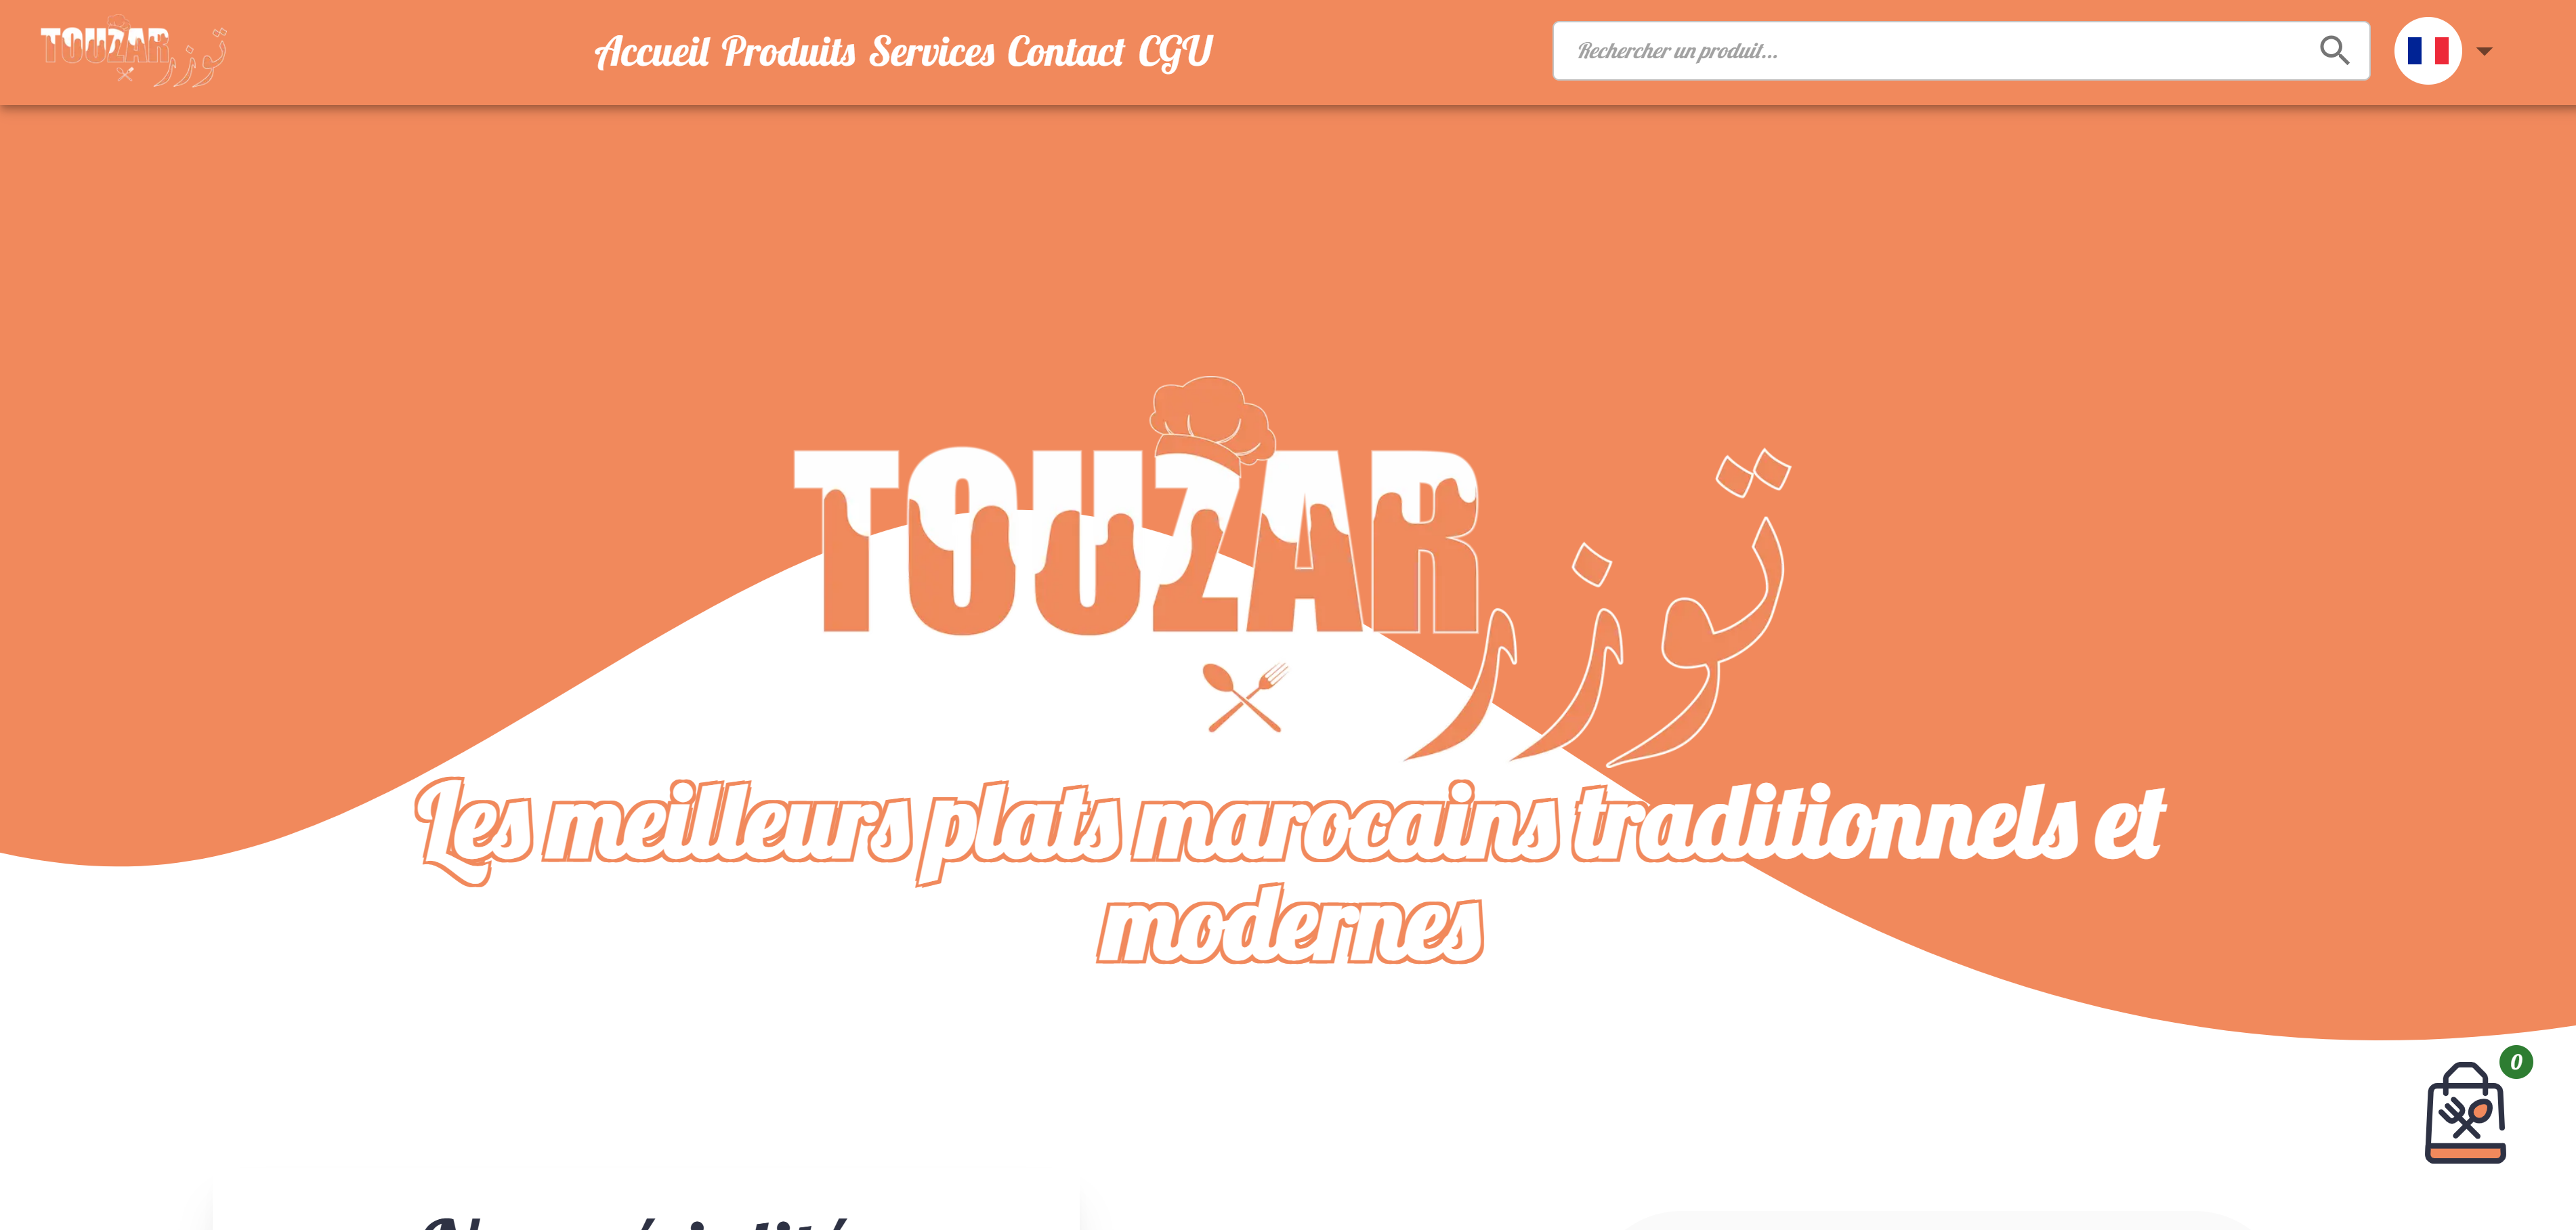 TOUZAR توزر
Accueil Produits Services Contact CGU
Rechercher un produit...
TOUZAR
توزر
Les meilleurs plats marocains traditionnels et
modernes
0